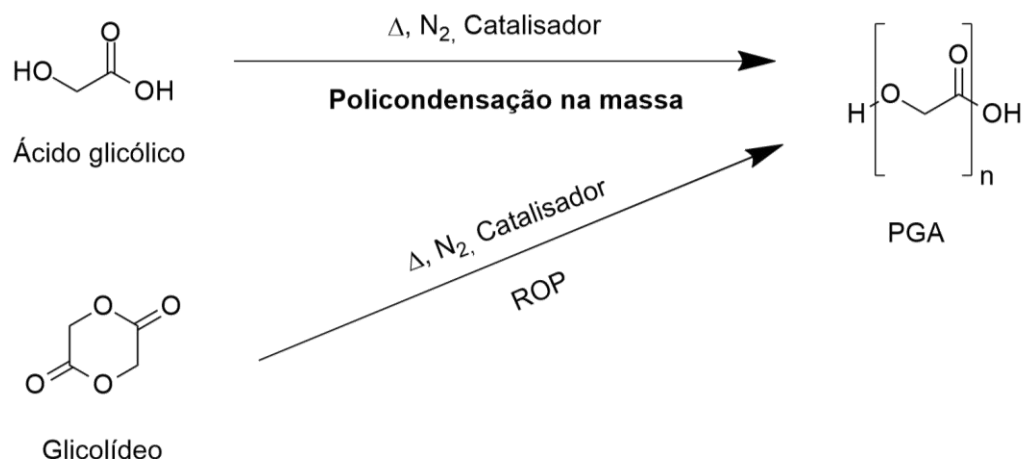 Δ, N2, Catalisador
Policondensação na massa
HO
O
OH
Ácido glicólico
H
O
O
OH
n
PGA
Δ, N2, Catalisador
ROP
O
O
O
O
Glicolídeo